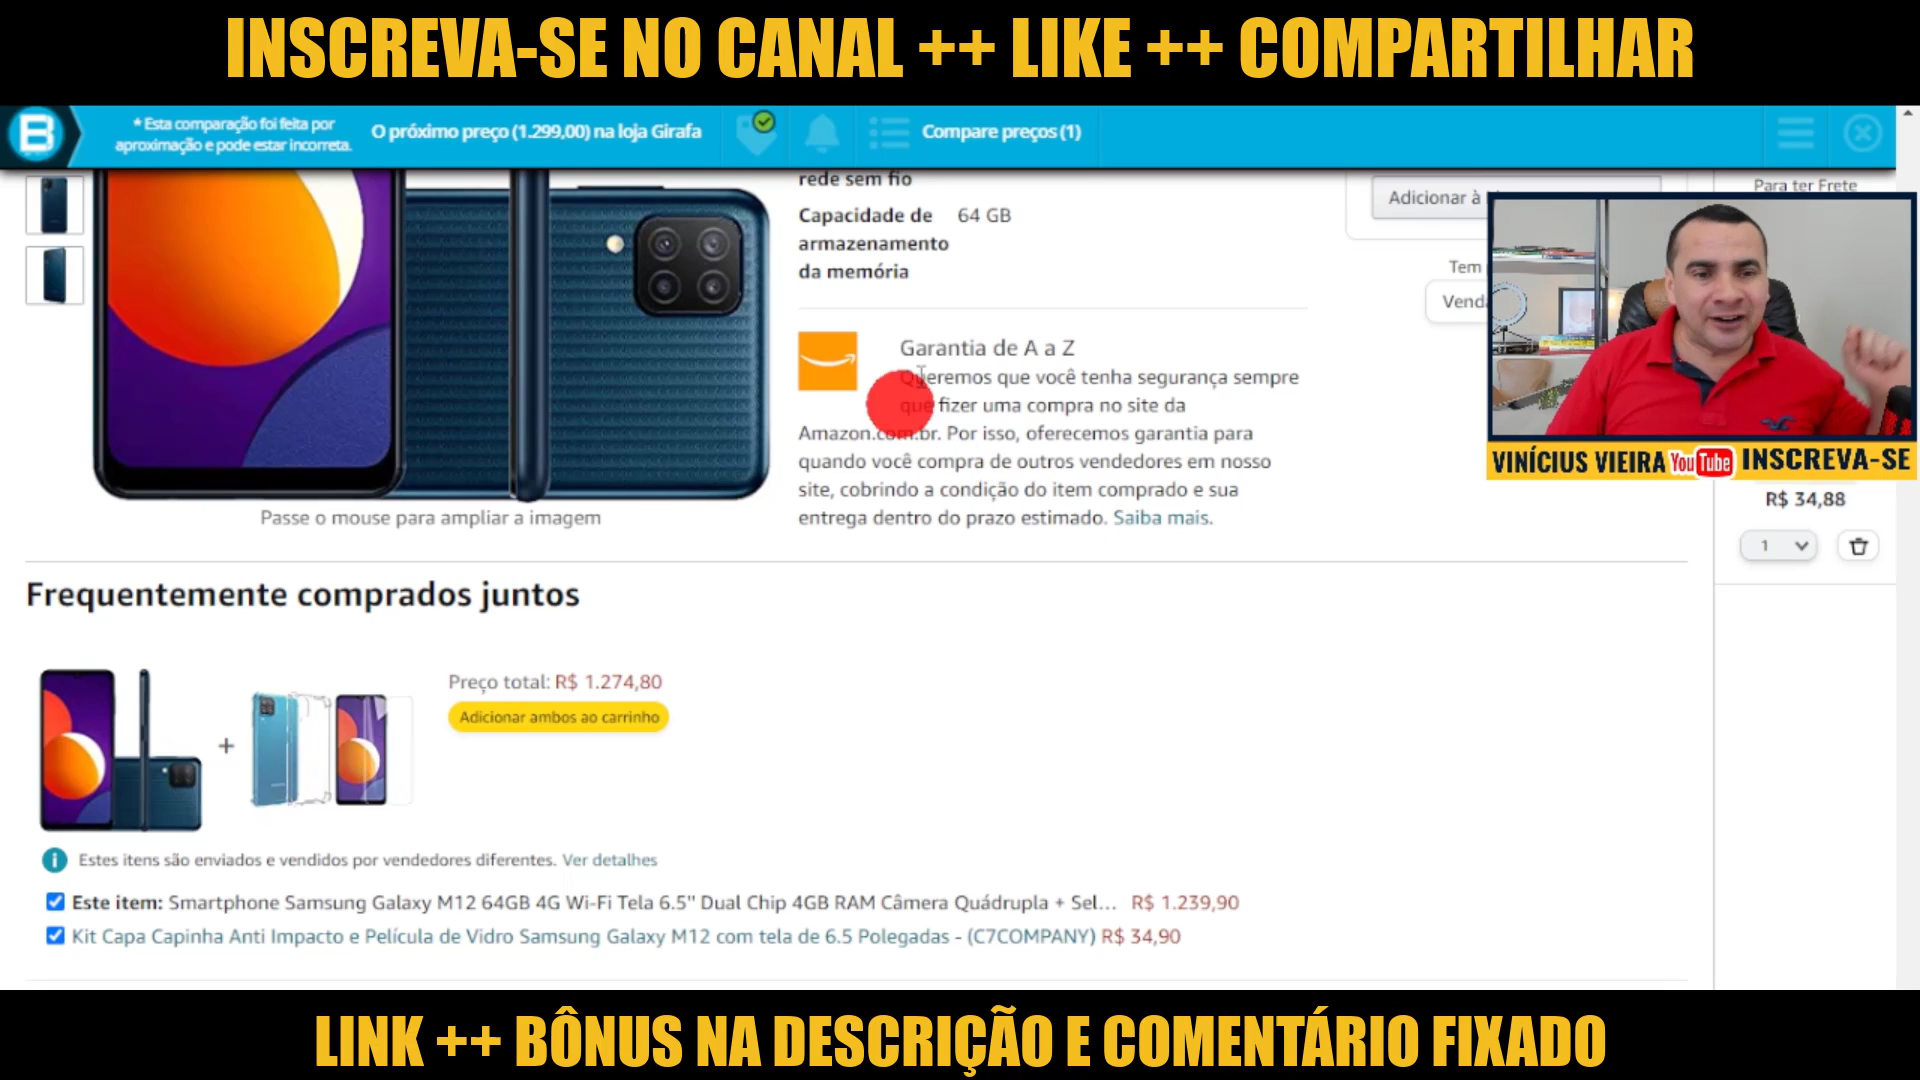 INSCREVA-SE NO CANAL ++ LIKE ++ COMPARTILHAR
B
* Esta comparação foi feita por
aproximação e pode estar incorreta.
O próximo preço (1.299,00) na loja Girafa
Compare preços (1)
rede sem fio
Capacidade de
armazenamento
da memória
64 GB
Adicionar à
Para ter Frete
Tem
Garantia de A a Z
Queremos que você tenha segurança sempre
que fizer uma compra no site da
Amazon.com.br. Por isso, oferecemos garantia para
quando você compra de outros vendedores em nosso
site, cobrindo a condição do item comprado e sua
entrega dentro do prazo estimado. Saiba mais.
Passe o mouse para ampliar a imagem
VINÍCIUS VIEIRA YouTube INSCREVA-SE
R$ 34,88
1
Frequentemente comprados juntos
Preço total: R$ 1.274,80
Adicionar ambos ao carrinho
+
Estes itens são enviados e vendidos por vendedores diferentes. Ver detalhes
Este item: Smartphone Samsung Galaxy M12 64GB 4G Wi-Fi Tela 6.5" Dual Chip 4GB RAM Câmera Quádrupla + Sel... R$ 1.239,90
Kit Capa Capinha Anti Impacto e Película de Vidro Samsung Galaxy M12 com tela de 6.5 Polegadas - (C7COMPANY) R$ 34,90
LINK ++ BÔNUS NA DESCRIÇÃO E COMENTÁRIO FIXADO